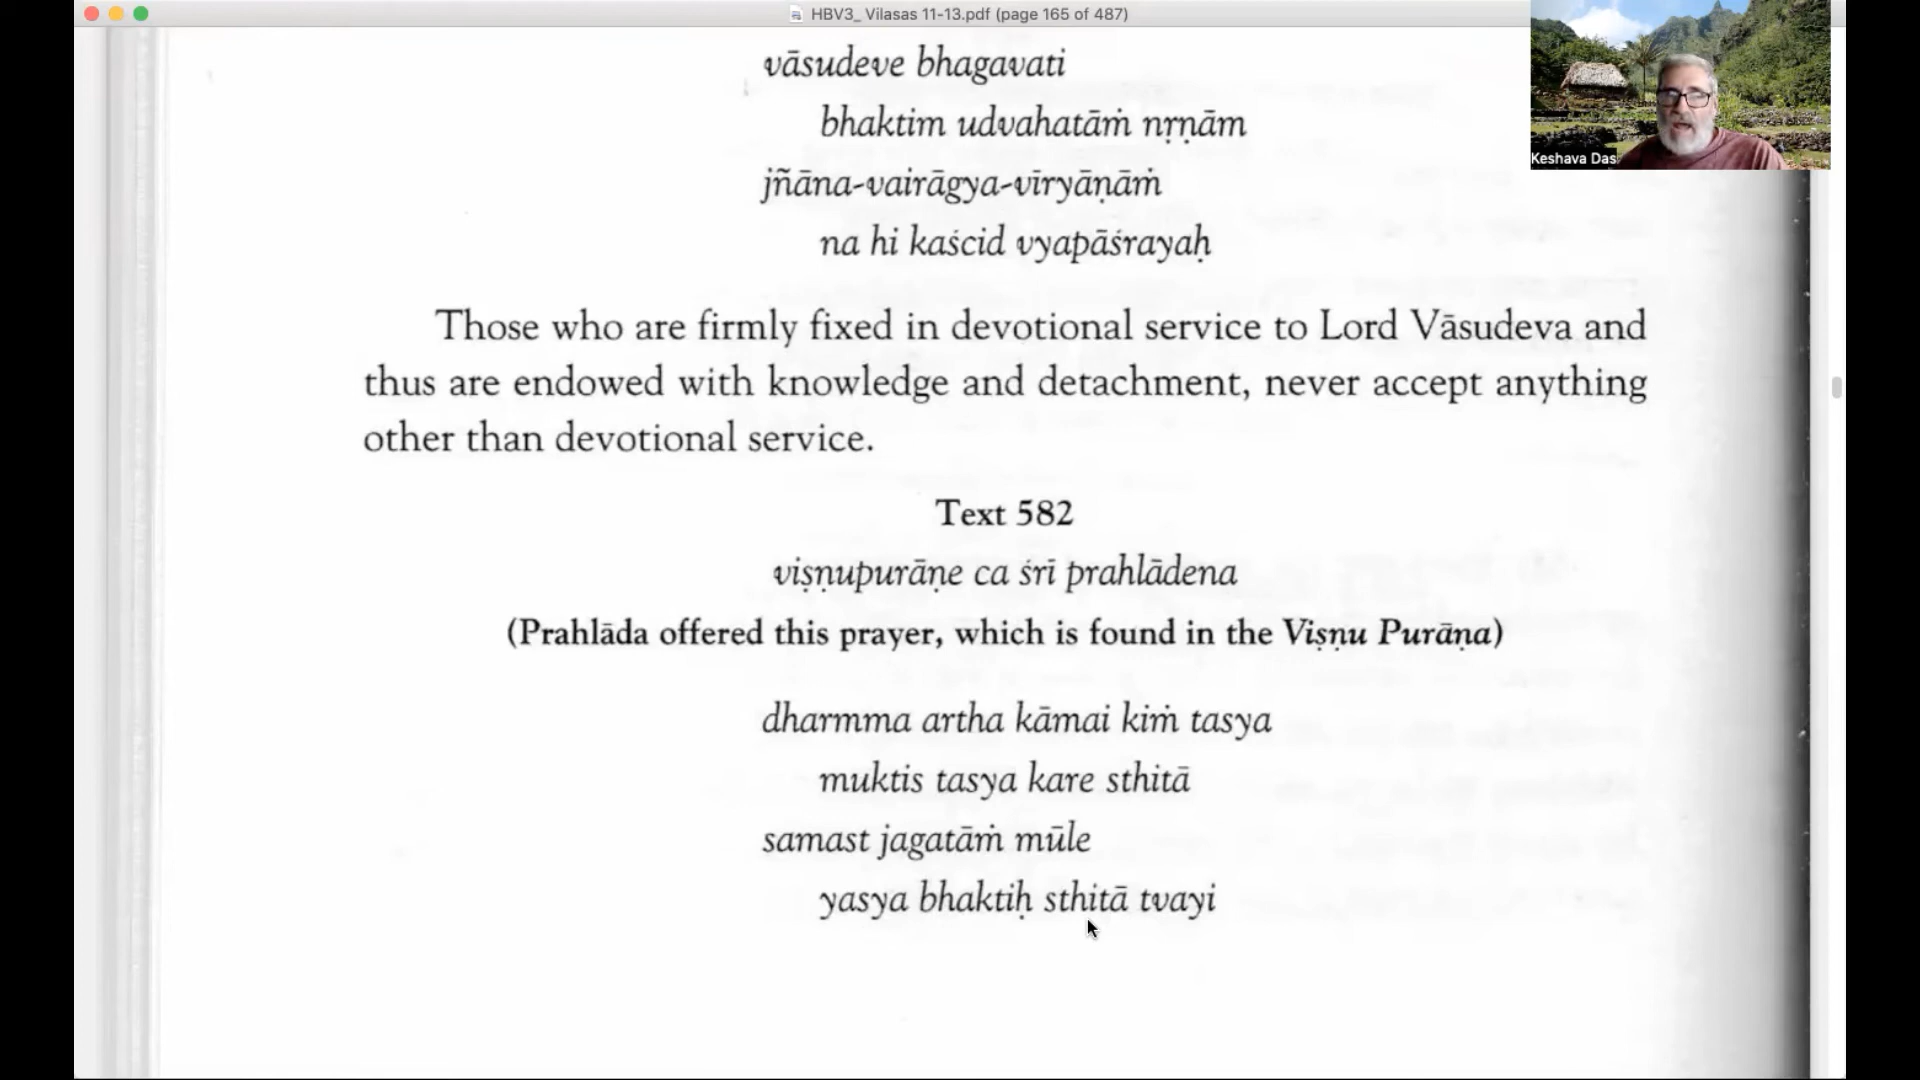 HBV3_ Vilasas 11-13.pdf (page 165 of 487)
Keshava Das
vāsudeve bhagavati
bhaktim udvahatāṁ nṛṇām
jñāna-vairāgya-vīryāṇāṁ
na hi kaścid vyapāśrayaḥ
Those who are firmly fixed in devotional service to Lord Vāsudeva and
thus are endowed with knowledge and detachment, never accept anything
other than devotional service.
Text 582
viṣṇupurāṇe ca śrī prahlādena
(Prahlāda offered this prayer, which is found in the Viṣṇu Purāṇa)
dharmma artha kāmai kiṁ tasya
muktis tasya kare sthitā
samast jagatāṁ mūle
yasya bhaktiḥ sthitā tvayi